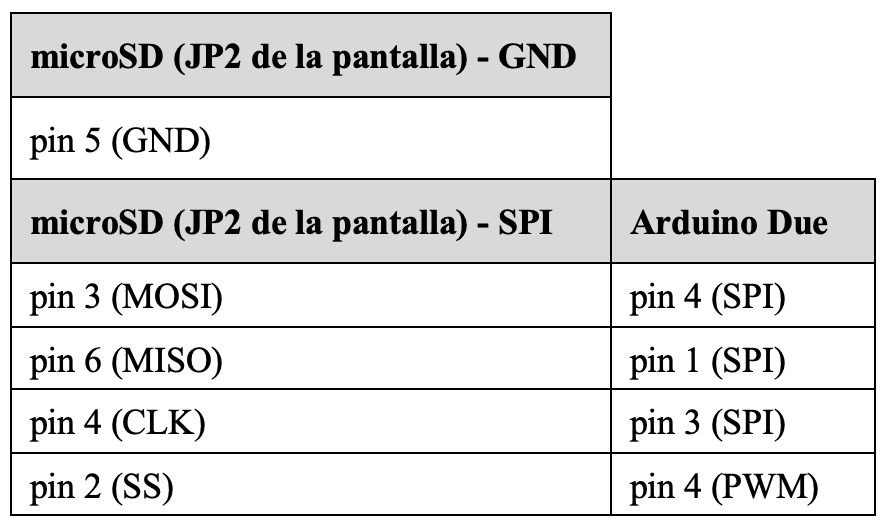 microSD (JP2 de la pantalla) - GND
pin 5 (GND)
microSD (JP2 de la pantalla) - SPI Arduino Due
pin 3 (MOSI) pin 4 (SPI)
pin 6 (MISO) pin 1 (SPI)
pin 4 (CLK) pin 3 (SPI)
pin 2 (SS) pin 4 (PWM)